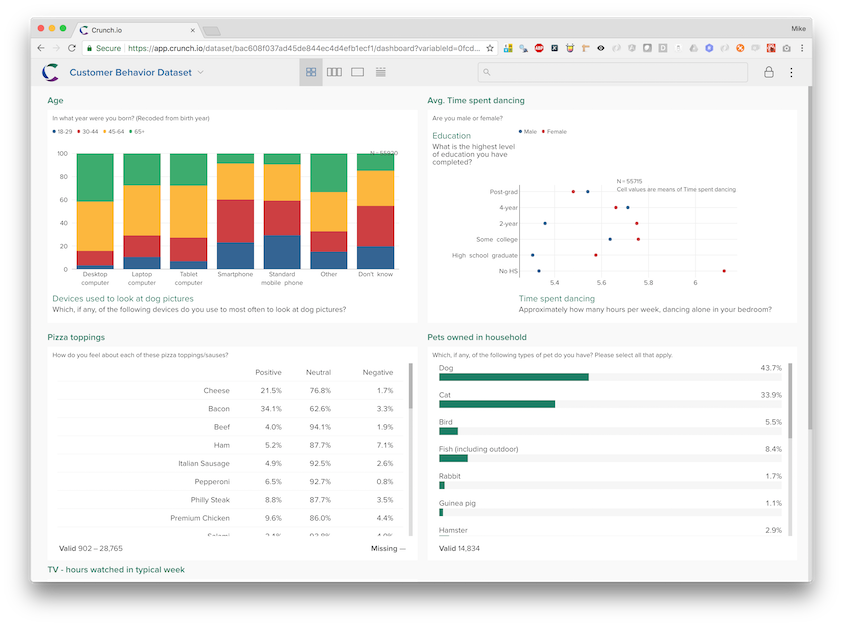 Crunch.io
Mike
Secure https://app.crunch.io/dataset/bac608f037ad45de844ec4d4efb1ecf1/dashboard?variableId=0fcd...
Customer Behavior Dataset
Age
In what year were you born? (Recoded from birth year)
18-29 30-44 45-64 65+
N = 55920
100
80
60
40
20
0
Desktop computer
Laptop computer
Tablet computer
Smartphone
Standard mobile phone
Other
Don't know
Devices used to look at dog pictures
Which, if any, of the following devices do you use to most often to look at dog pictures?
Avg. Time spent dancing
Are you male or female?
Education
What is the highest level
of education you have
completed?
Male Female
N = 55715
Cell values are means of Time spent dancing
Post-grad
4-year
2-year
Some college
High school graduate
No HS
5.4 5.6 5.8 6
Time spent dancing
Approximately how many hours per week, dancing alone in your bedroom?
Pizza toppings
How do you feel about each of these pizza toppings/sauses?
Positive Neutral Negative
Cheese 21.5% 76.8% 1.7%
Bacon 34.1% 62.6% 3.3%
Beef 4.0% 94.1% 1.9%
Ham 5.2% 87.7% 7.1%
Italian Sausage 4.9% 92.5% 2.6%
Pepperoni 6.5% 92.7% 0.8%
Philly Steak 8.8% 87.7% 3.5%
Premium Chicken 9.6% 86.0% 4.4%
Valid 902 – 28,765 Missing —
Pets owned in household
Which, if any, of the following types of pet do you have? Please select all that apply.
Dog 43.7%
Cat 33.9%
Bird 5.5%
Fish (including outdoor) 8.4%
Rabbit 1.7%
Guinea pig 1.1%
Hamster 2.9%
Valid 14,834
TV - hours watched in typical week